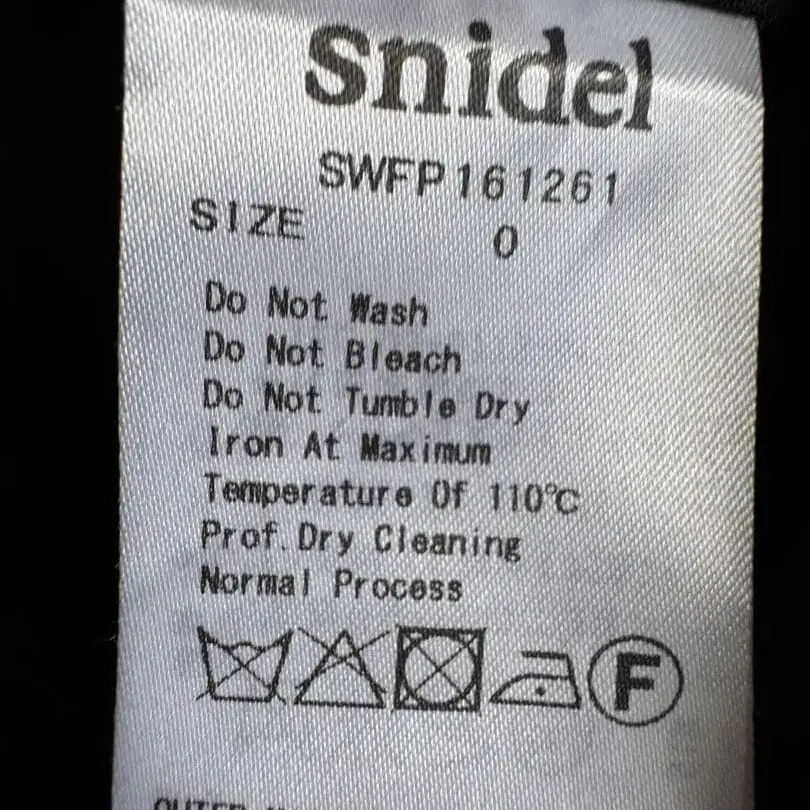 snidel
SWFP161261
SIZE 0
Do Not Wash
Do Not Bleach
Do Not Tumble Dry
Iron At Maximum
Temperature Of 110℃
Prof.Dry Cleaning
Normal Process
F
OUTER